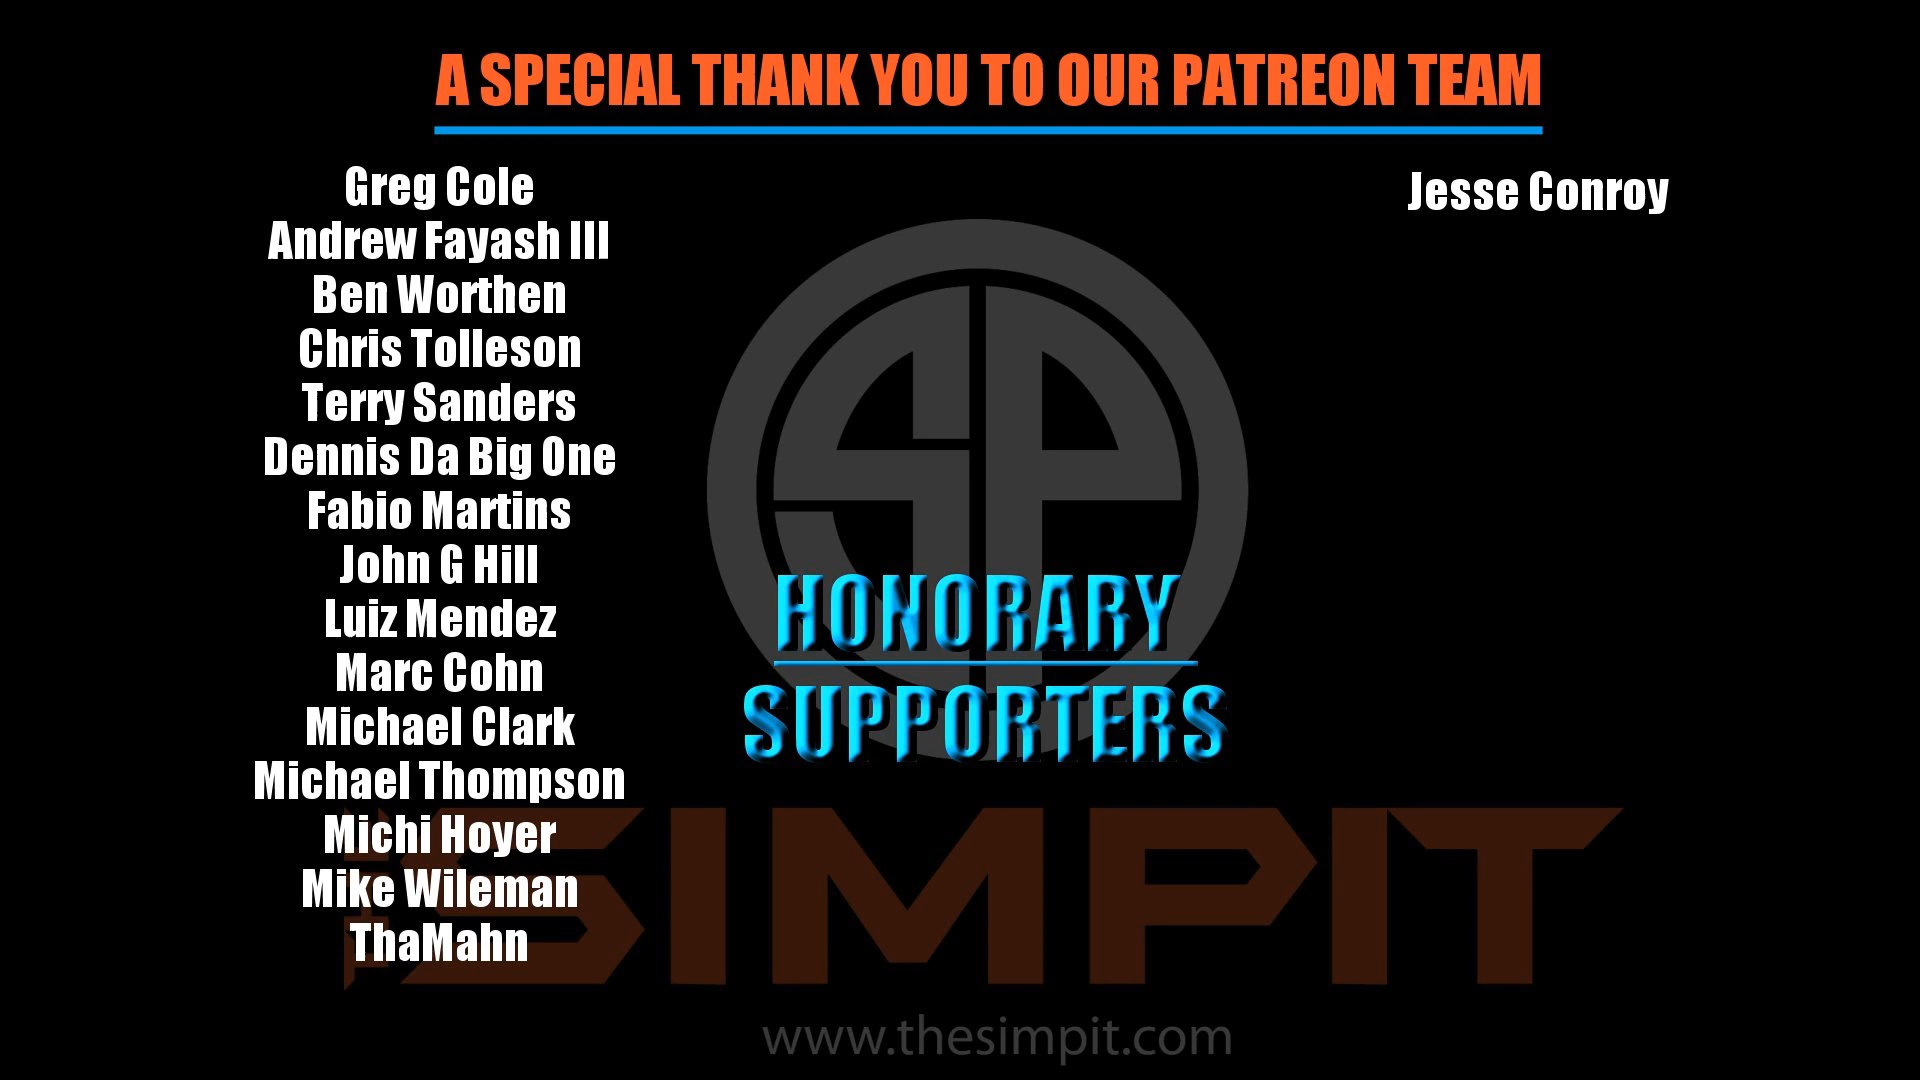 A SPECIAL THANK YOU TO OUR PATREON TEAM
Greg Cole
Andrew Fayash III
Ben Worthen
Chris Tolleson
Terry Sanders
Dennis Da Big One
Fabio Martins
John G Hill
Luiz Mendez
Marc Cohn
Michael Clark
Michael Thompson
Michi Hoyer
Mike Wileman
ThaMahn
Jesse Conroy
SP
HONORARY
SUPPORTERS
THE SIMPIT
www.thesimpit.com